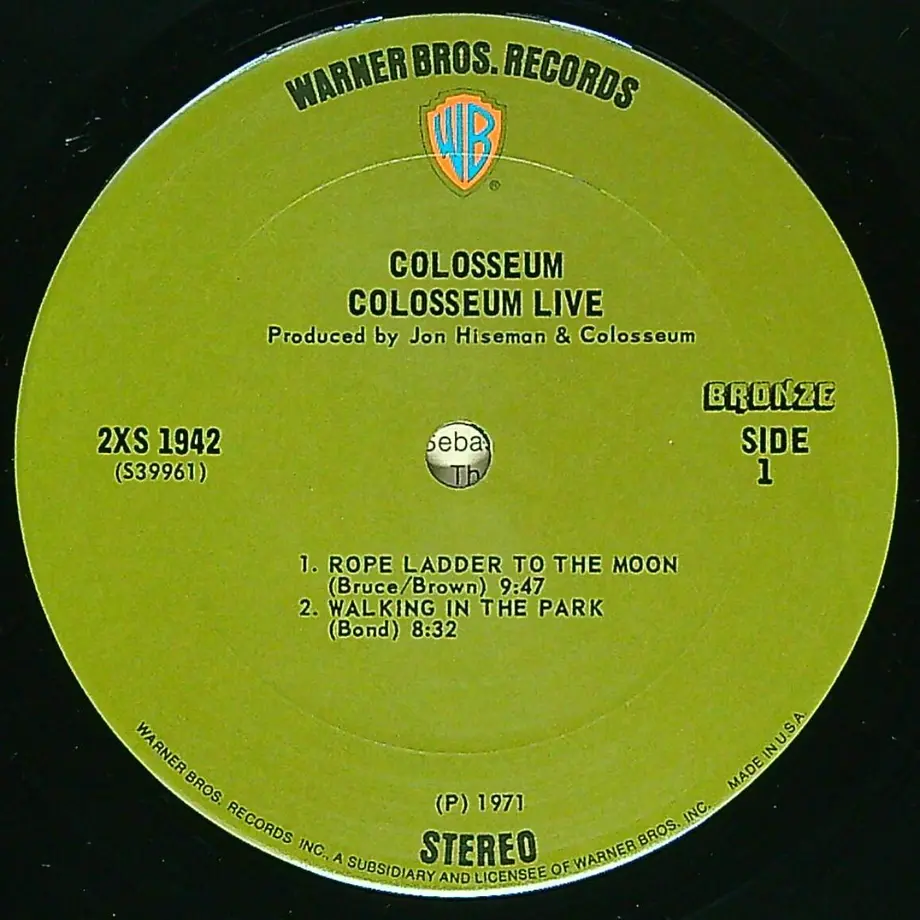 WARNER BROS. RECORDS
WB
®
COLOSSEUM
COLOSSEUM LIVE
Produced by Jon Hiseman & Colosseum
BRONZE
2XS 1942
(S39961)
SIDE
1
1. ROPE LADDER TO THE MOON
(Bruce/Brown) 9:47
2. WALKING IN THE PARK
(Bond) 8:32
(P) 1971
STEREO
WARNER BROS. RECORDS INC., A SUBSIDIARY AND LICENSEE OF WARNER BROS. INC. MADE IN U.S.A